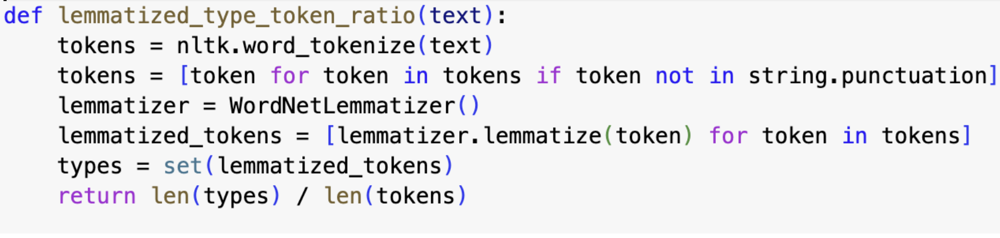 def lemmatized_type_token_ratio(text):
    tokens = nltk.word_tokenize(text)
    tokens = [token for token in tokens if token not in string.punctuation]
    lemmatizer = WordNetLemmatizer()
    lemmatized_tokens = [lemmatizer.lemmatize(token) for token in tokens]
    types = set(lemmatized_tokens)
    return len(types) / len(tokens)